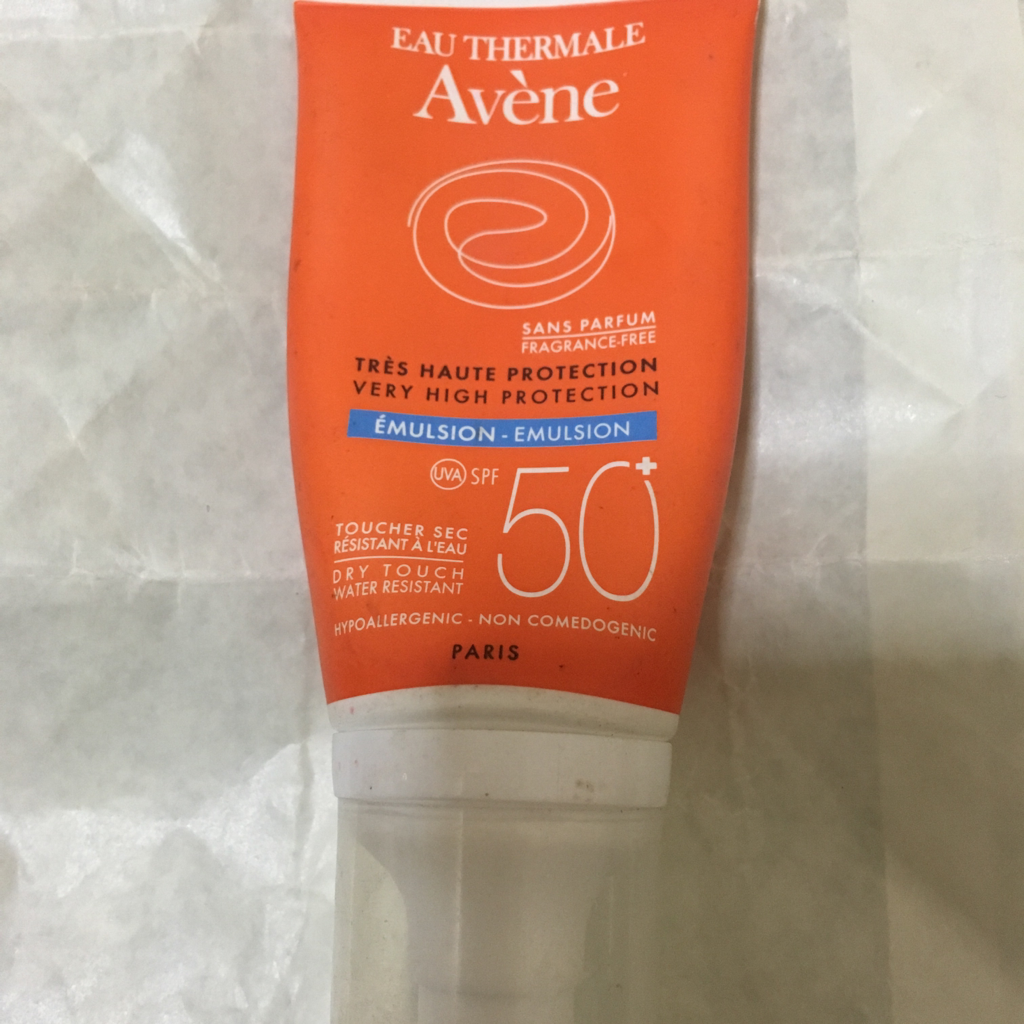 EAU THERMALE
Avène
SANS PARFUM
FRAGRANCE-FREE
TRÈS HAUTE PROTECTION
VERY HIGH PROTECTION
ÉMULSION - EMULSION
UVA SPF 50+
TOUCHER SEC
RÉSISTANT À L'EAU
DRY TOUCH
WATER RESISTANT
HYPOALLERGENIC - NON COMEDOGENIC
PARIS